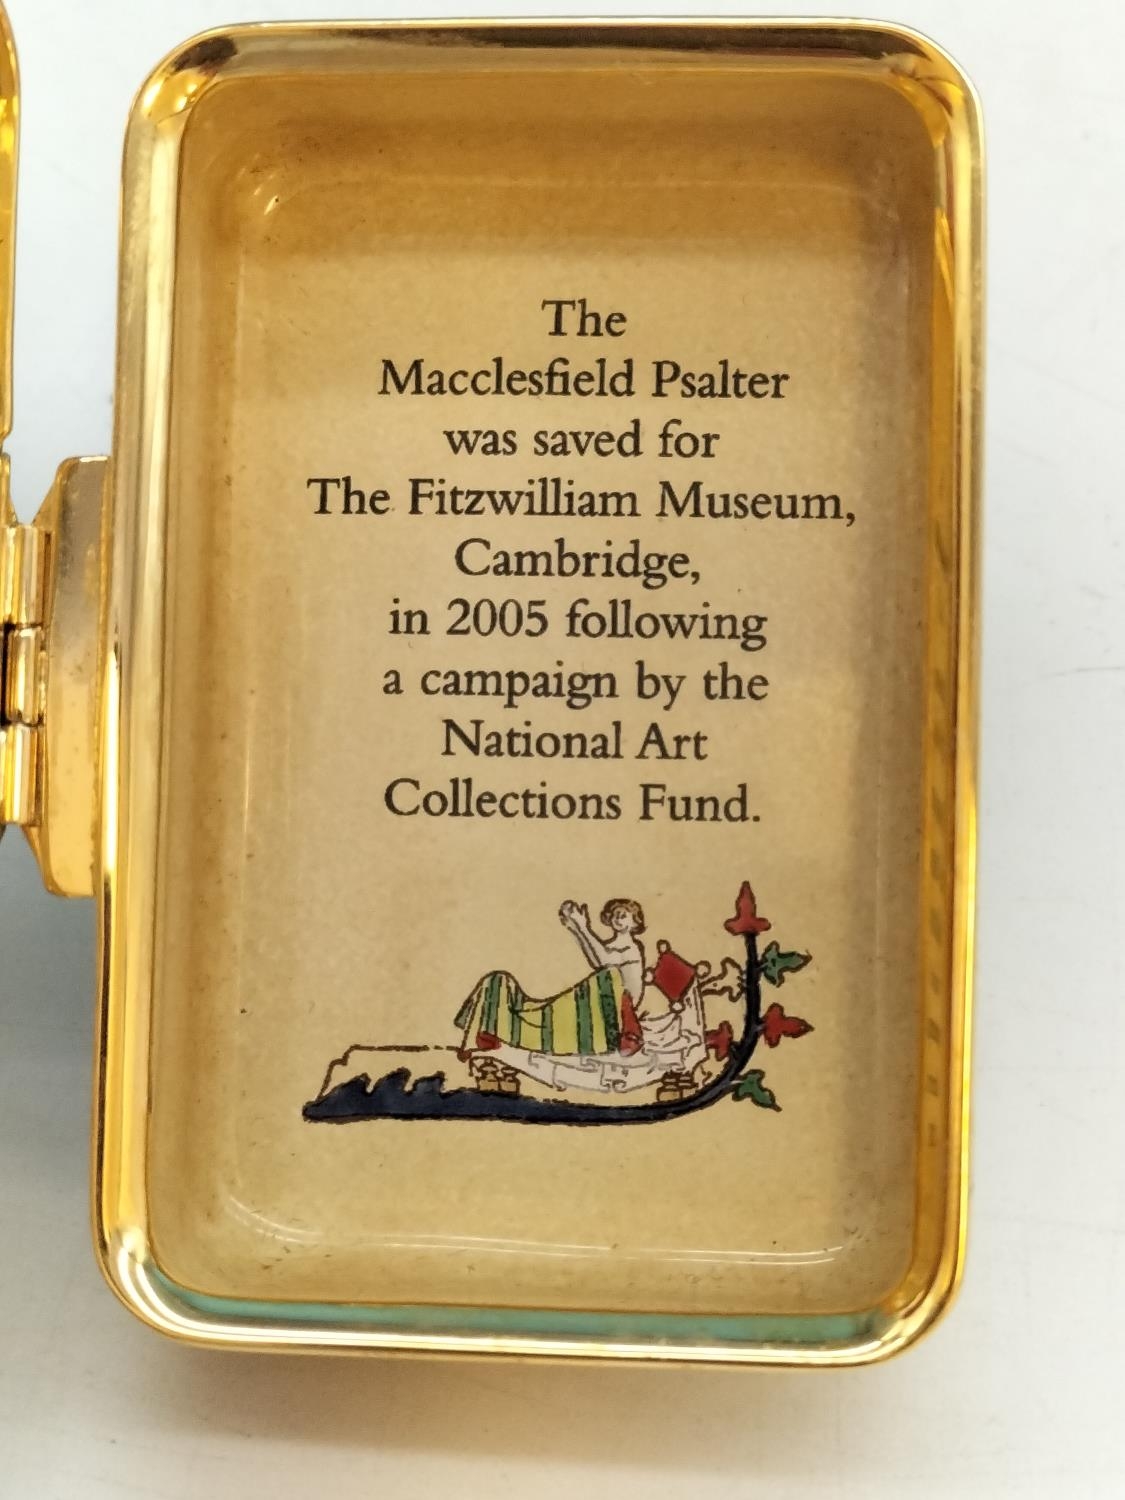 The
Macclesfield Psalter
was saved for
The Fitzwilliam Museum,
Cambridge,
in 2005 following
a campaign by the
National Art
Collections Fund.